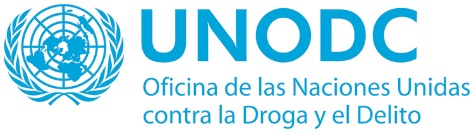 UNODC
Oficina de las Naciones Unidas
contra la Droga y el Delito